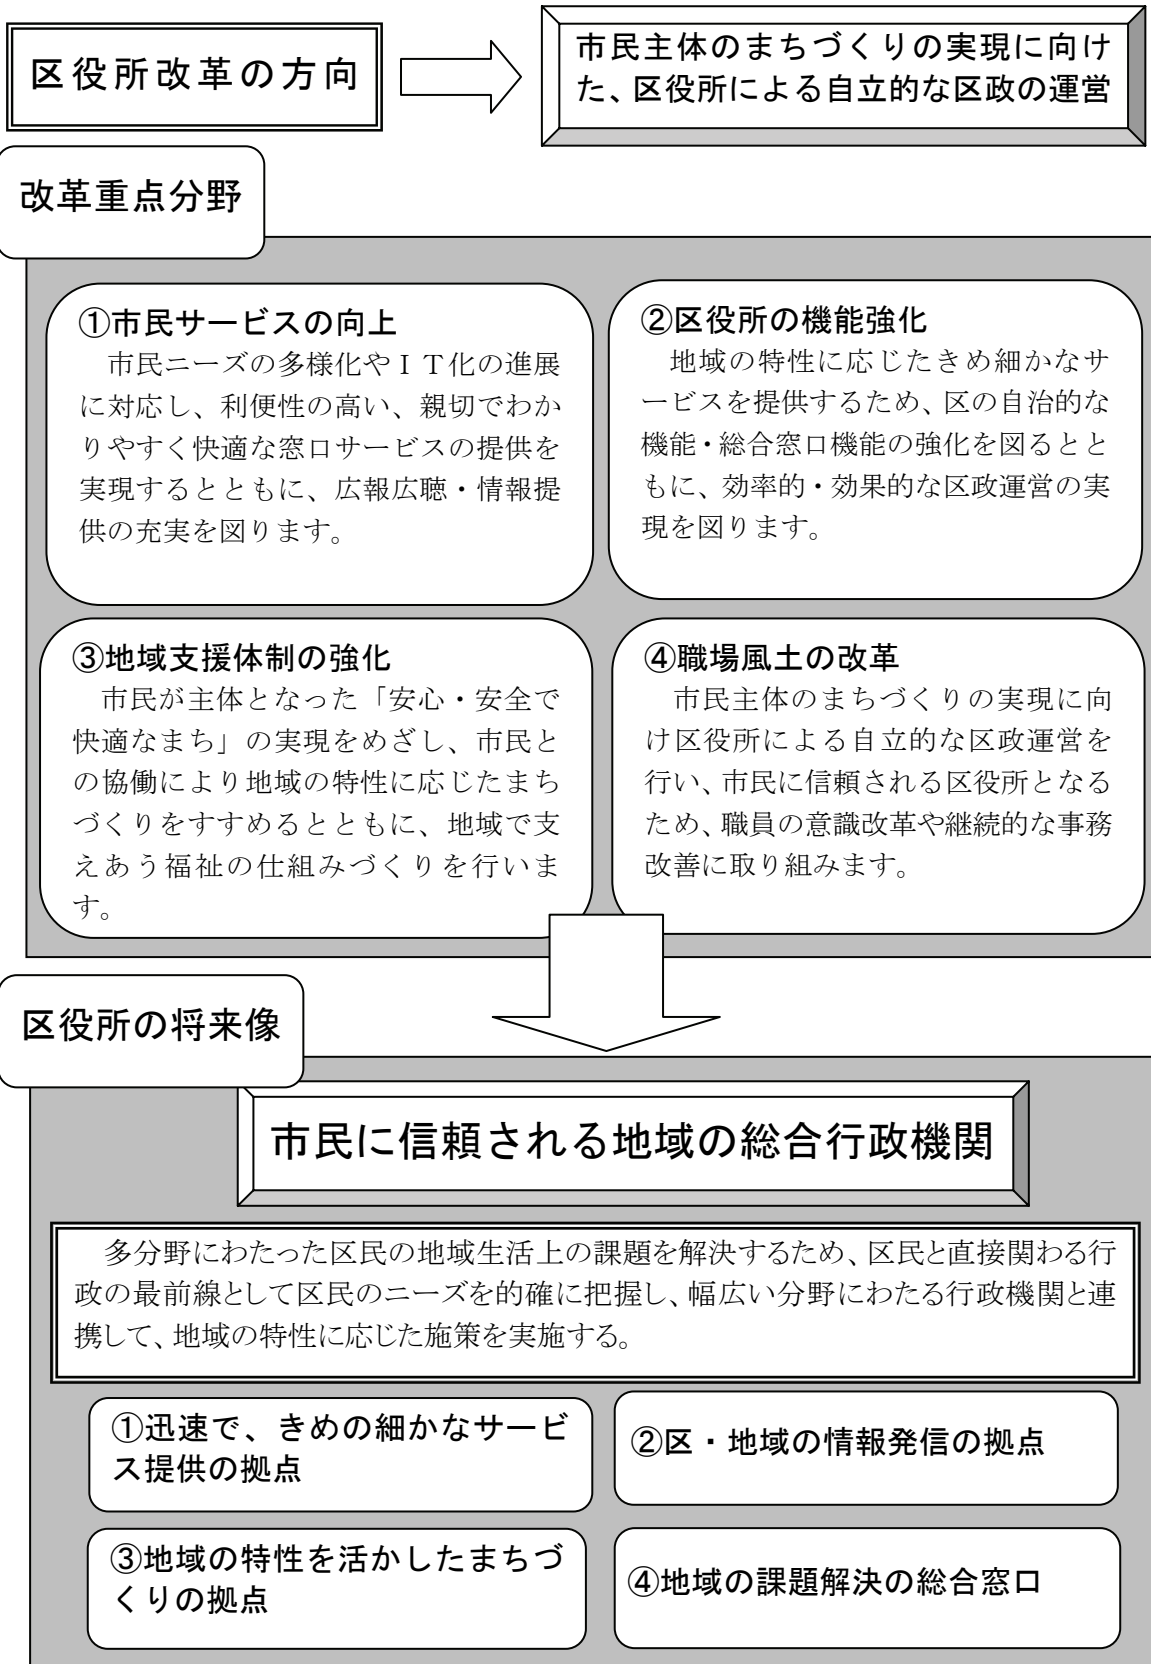 区役所改革の方向
市民主体のまちづくりの実現に向け
た、区役所による自立的な区政の運営
改革重点分野
①市民サービスの向上
市民ニーズの多様化やＩＴ化の進展
に対応し、利便性の高い、親切でわか
りやすく快適な窓口サービスの提供を
実現するとともに、広報広聴・情報提
供の充実を図ります。
②区役所の機能強化
地域の特性に応じたきめ細かなサ
ービスを提供するため、区の自治的な
機能・総合窓口機能の強化を図るとと
もに、効率的・効果的な区政運営の実
現を図ります。
③地域支援体制の強化
市民が主体となった「安心・安全で
快適なまち」の実現をめざし、市民と
の協働により地域の特性に応じたまち
づくりをすすめるとともに、地域で支
えあう福祉の仕組みづくりを行いま
す。
④職場風土の改革
市民主体のまちづくりの実現に向
け区役所による自立的な区政運営を
行い、市民に信頼される区役所となる
ため、職員の意識改革や継続的な事務
改善に取り組みます。
区役所の将来像
市民に信頼される地域の総合行政機関
多分野にわたった区民の地域生活上の課題を解決するため、区民と直接関わる行
政の最前線として区民のニーズを的確に把握し、幅広い分野にわたる行政機関と連
携して、地域の特性に応じた施策を実施する。
①迅速で、きめの細かなサービ
ス提供の拠点
②区・地域の情報発信の拠点
③地域の特性を活かしたまちづ
くりの拠点
④地域の課題解決の総合窓口